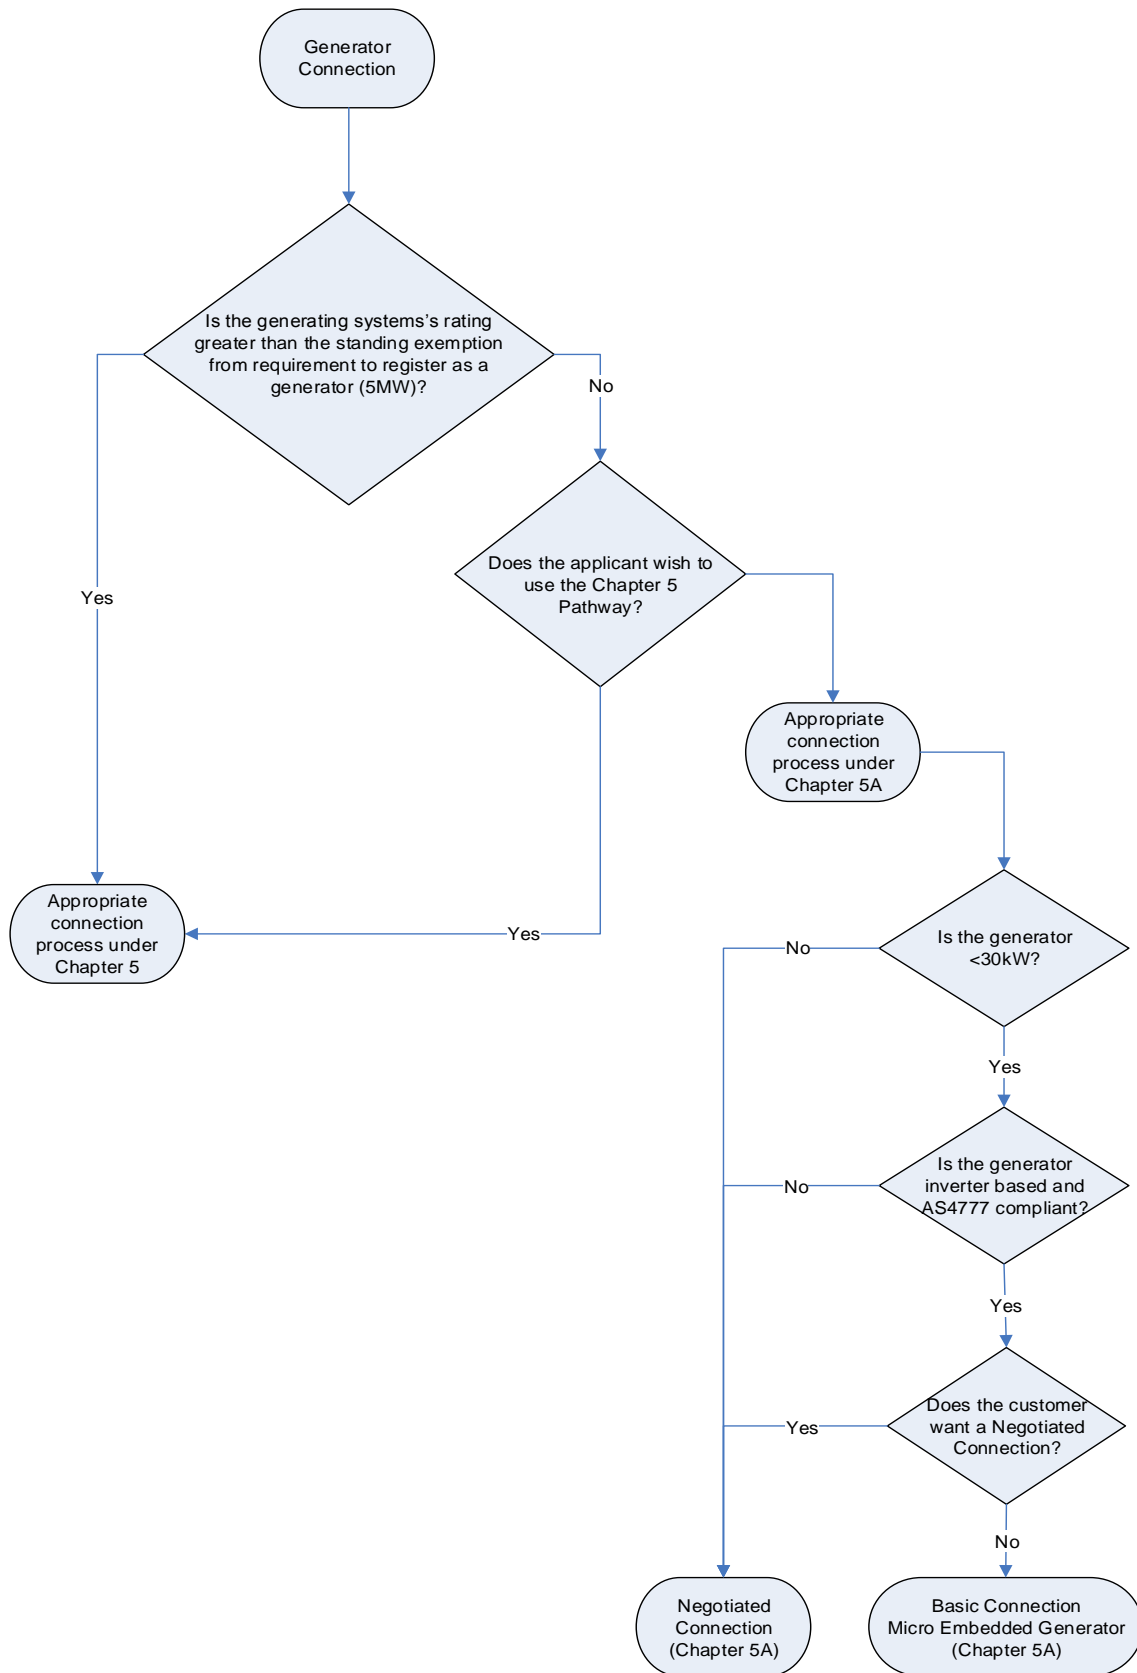 Generator
Connection
Is the generating systems's rating
greater than the standing exemption
from requirement to register as a
generator (5MW)?
No
Does the applicant wish to
use the Chapter 5
Pathway?
Yes
Appropriate
connection
process under
Chapter 5A
Appropriate
connection
process under
Chapter 5
Yes
Is the generator
<30kW?
No
Yes
Is the generator
inverter based and
AS4777 compliant?
No
Yes
Does the customer
want a Negotiated
Connection?
Yes
No
Negotiated
Connection
(Chapter 5A)
Basic Connection
Micro Embedded Generator
(Chapter 5A)